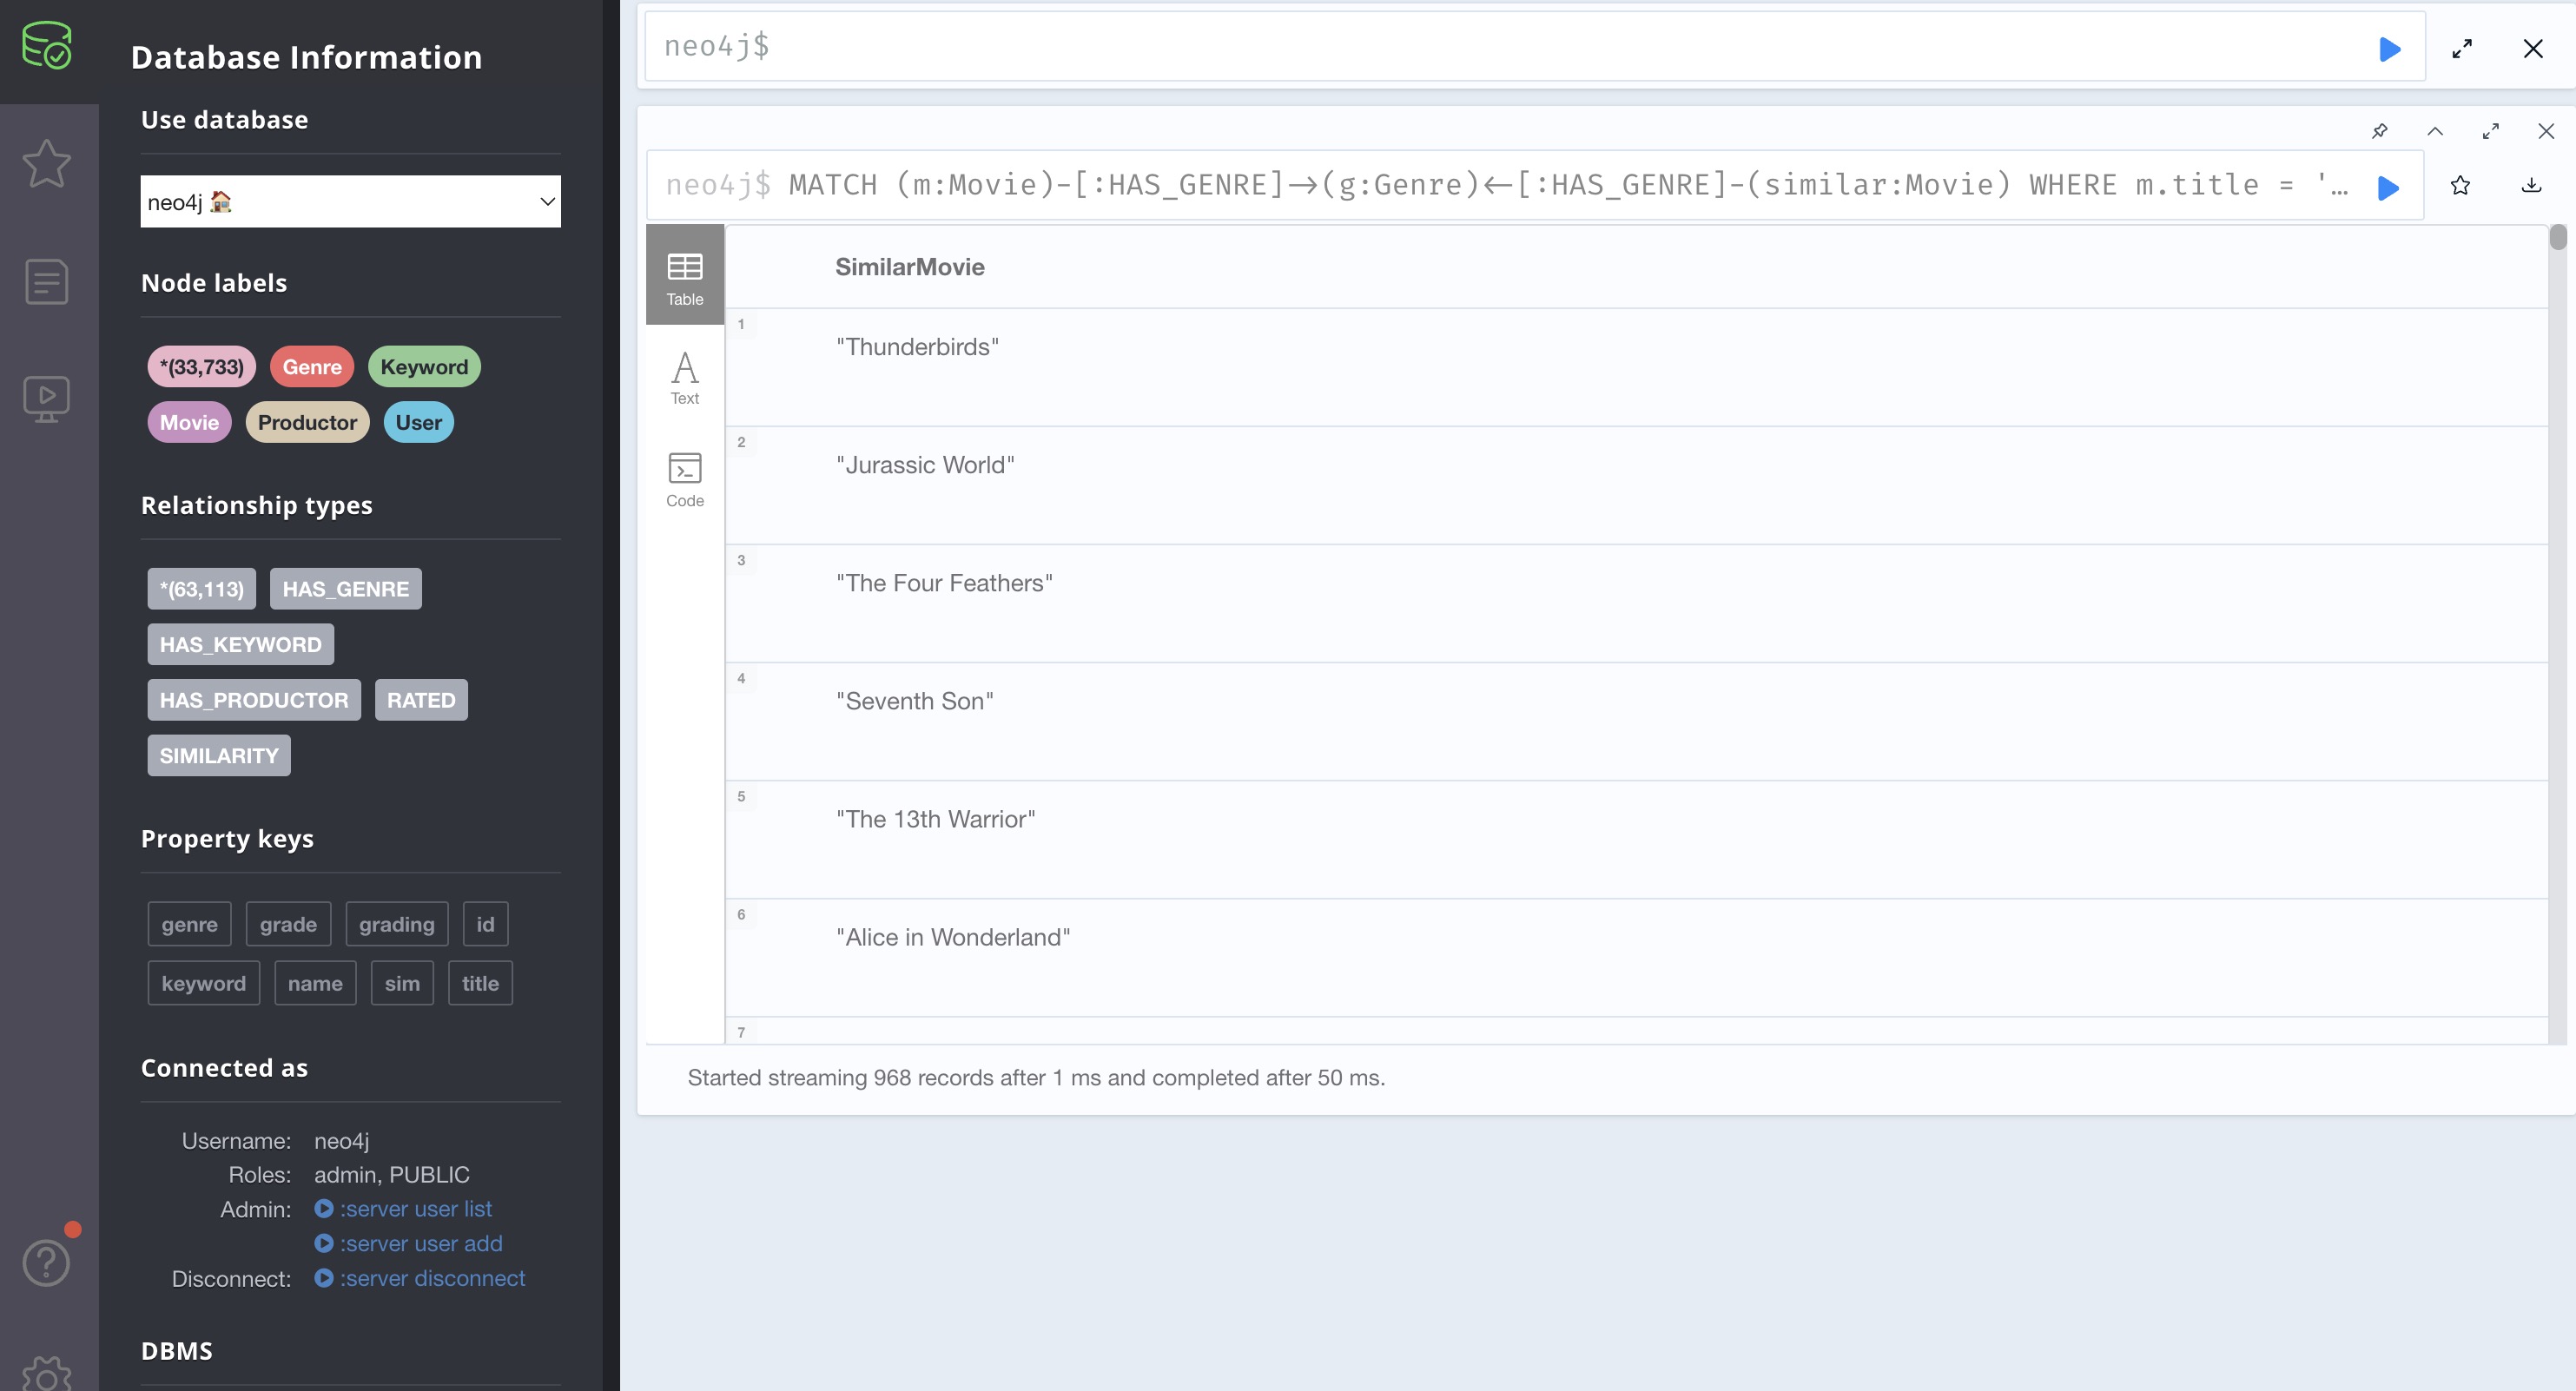 Database Information
Use database
neo4j
Node labels
*(33,733) Genre Keyword
Movie Productor User
Relationship types
*(63,113) HAS_GENRE
HAS_KEYWORD
HAS_PRODUCTOR RATED
SIMILARITY
Property keys
genre grade grading id
keyword name sim title
Connected as
Username: neo4j
Roles: admin, PUBLIC
Admin: :server user list
:server user add
Disconnect: :server disconnect
DBMS
neo4j$
neo4j$ MATCH (m:Movie)-[:HAS_GENRE]→(g:Genre)←[:HAS_GENRE]-(similar:Movie) WHERE m.title = '…
Table
Text
Code
SimilarMovie
1
"Thunderbirds"
2
"Jurassic World"
3
"The Four Feathers"
4
"Seventh Son"
5
"The 13th Warrior"
6
"Alice in Wonderland"
7
Started streaming 968 records after 1 ms and completed after 50 ms.